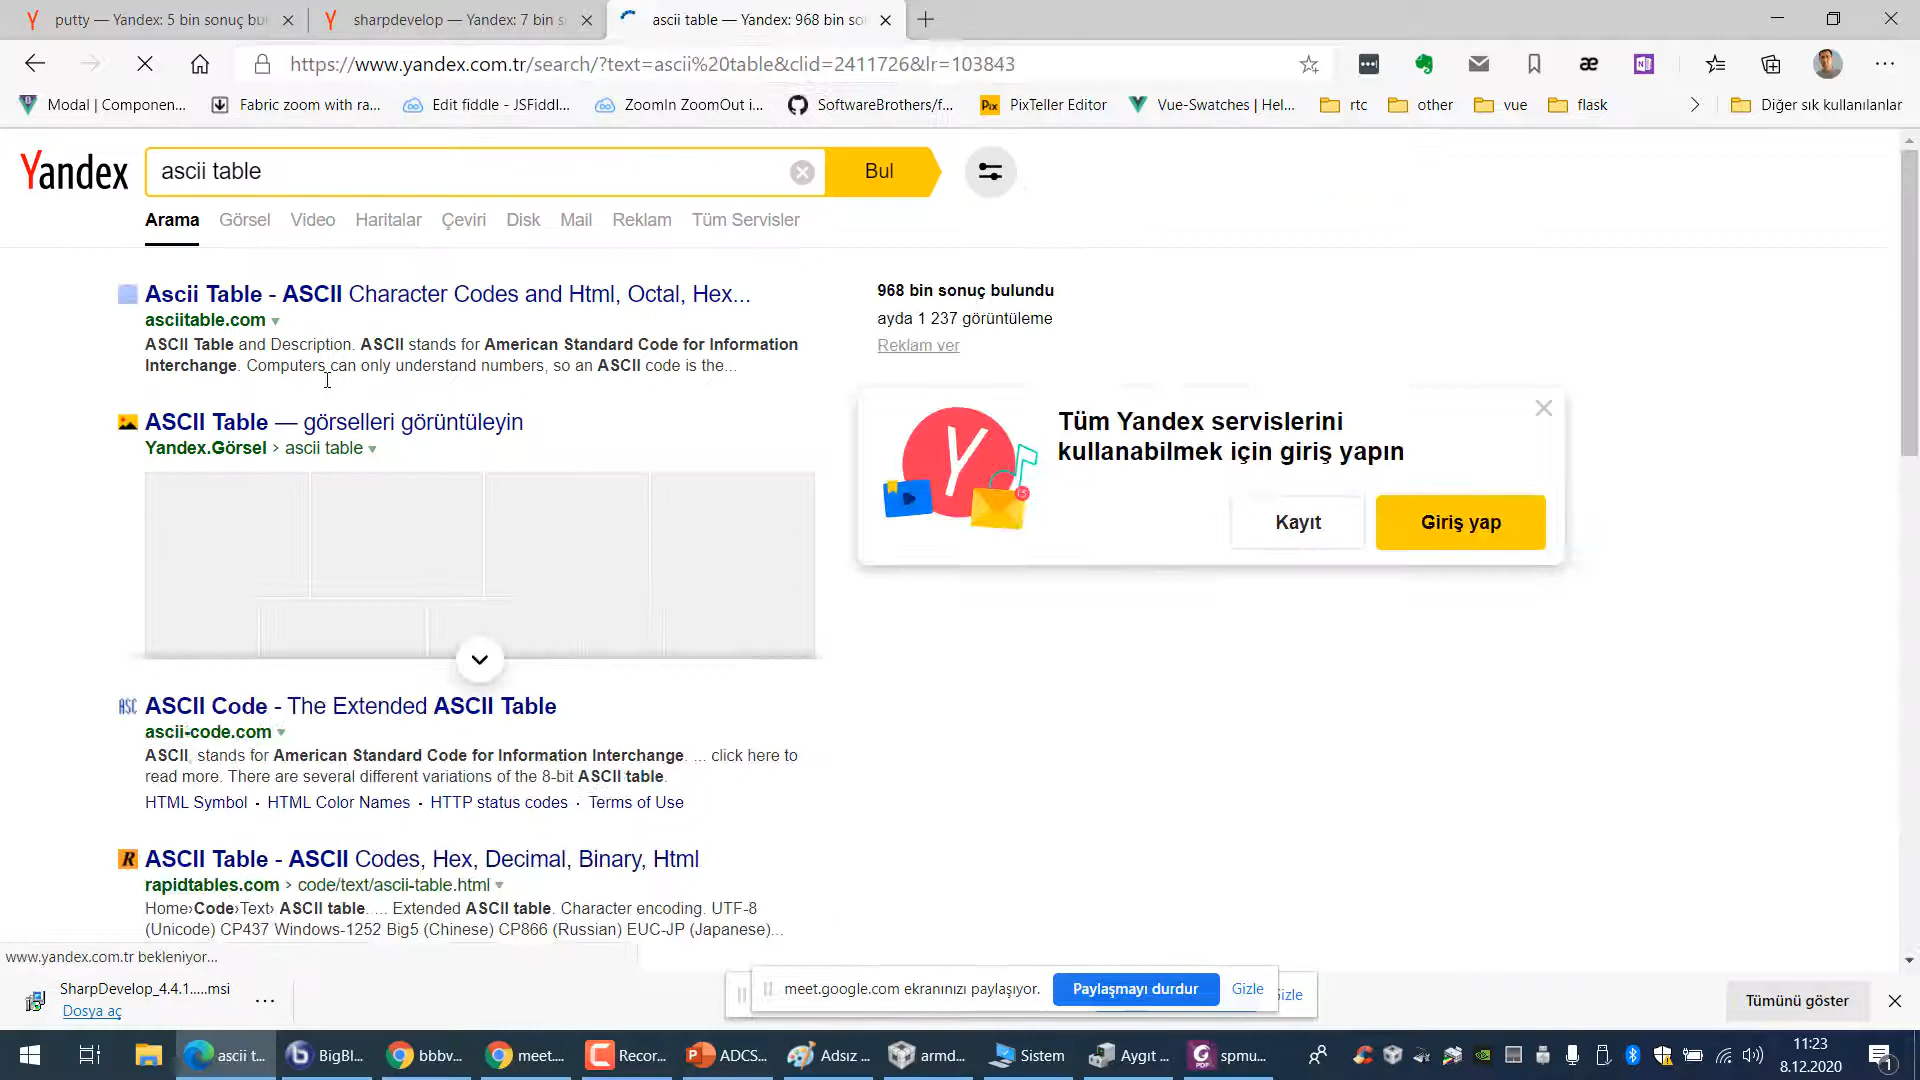 putty — Yandex: 5 bin sonuç bu
sharpdevelop — Yandex: 7 bin s
ascii table — Yandex: 968 bin so
https://www.yandex.com.tr/search/?text=ascii%20table&clid=2411726&lr=103843
Modal | Componen...
Fabric zoom with ra...
Edit fiddle - JSFiddl...
ZoomIn ZoomOut i...
SoftwareBrothers/f...
PixTeller Editor
Vue-Swatches | Hel...
rtc
other
vue
flask
Diğer sık kullanılanlar
Yandex
ascii table
Bul
Arama Görsel Video Haritalar Çeviri Disk Mail Reklam Tüm Servisler
Ascii Table - ASCII Character Codes and Html, Octal, Hex...
asciitable.com
ASCII Table and Description. ASCII stands for American Standard Code for Information
Interchange. Computers can only understand numbers, so an ASCII code is the...
ASCII Table — görselleri görüntüleyin
Yandex.Görsel › ascii table
ASCII Code - The Extended ASCII Table
ascii-code.com
ASCII, stands for American Standard Code for Information Interchange. ... click here to
read more. There are several different variations of the 8-bit ASCII table.
HTML Symbol · HTML Color Names · HTTP status codes · Terms of Use
ASCII Table - ASCII Codes, Hex, Decimal, Binary, Html
rapidtables.com › code/text/ascii-table.html
Home›Code›Text› ASCII table. ... Extended ASCII table. Character encoding. UTF-8
(Unicode) CP437 Windows-1252 Big5 (Chinese) CP866 (Russian) EUC-JP (Japanese)...
968 bin sonuç bulundu
ayda 1 237 görüntüleme
Reklam ver
Tüm Yandex servislerini
kullanabilmek için giriş yapın
Kayıt
Giriş yap
www.yandex.com.tr bekleniyor...
SharpDevelop_4.4.1.....msi
Dosya aç
meet.google.com ekranınızı paylaşıyor.
Paylaşmayı durdur
Gizle
Gizle
Tümünü göster
ascii t...
BigBl...
bbbv...
meet....
Recor...
ADCS...
Adsız ...
armd...
Sistem
Aygıt ...
spmu...
11:23
8.12.2020
1